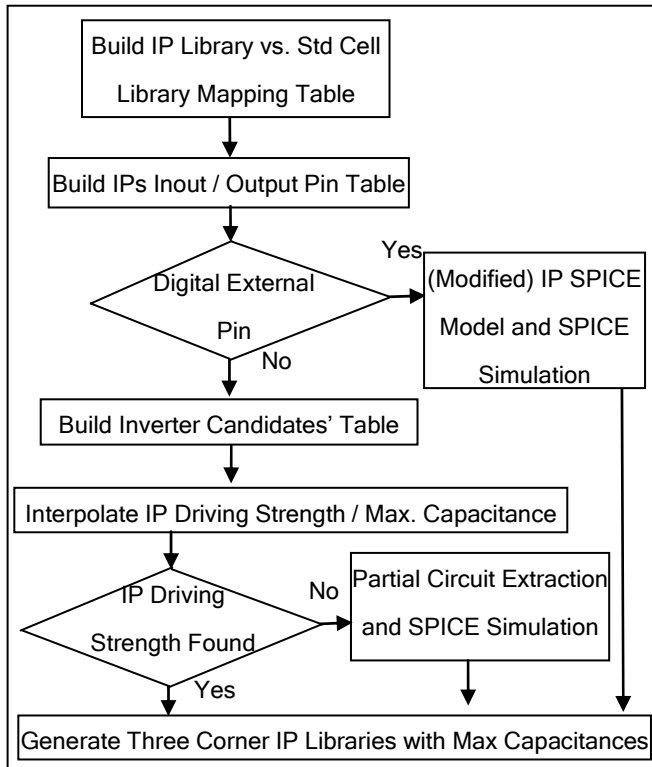 Build IP Library vs. Std Cell
Library Mapping Table
Build IPs Inout / Output Pin Table
Digital External
Pin
Yes
No
(Modified) IP SPICE
Model and SPICE
Simulation
Build Inverter Candidates' Table
Interpolate IP Driving Strength / Max. Capacitance
IP Driving
Strength Found
No
Yes
Partial Circuit Extraction
and SPICE Simulation
Generate Three Corner IP Libraries with Max Capacitances